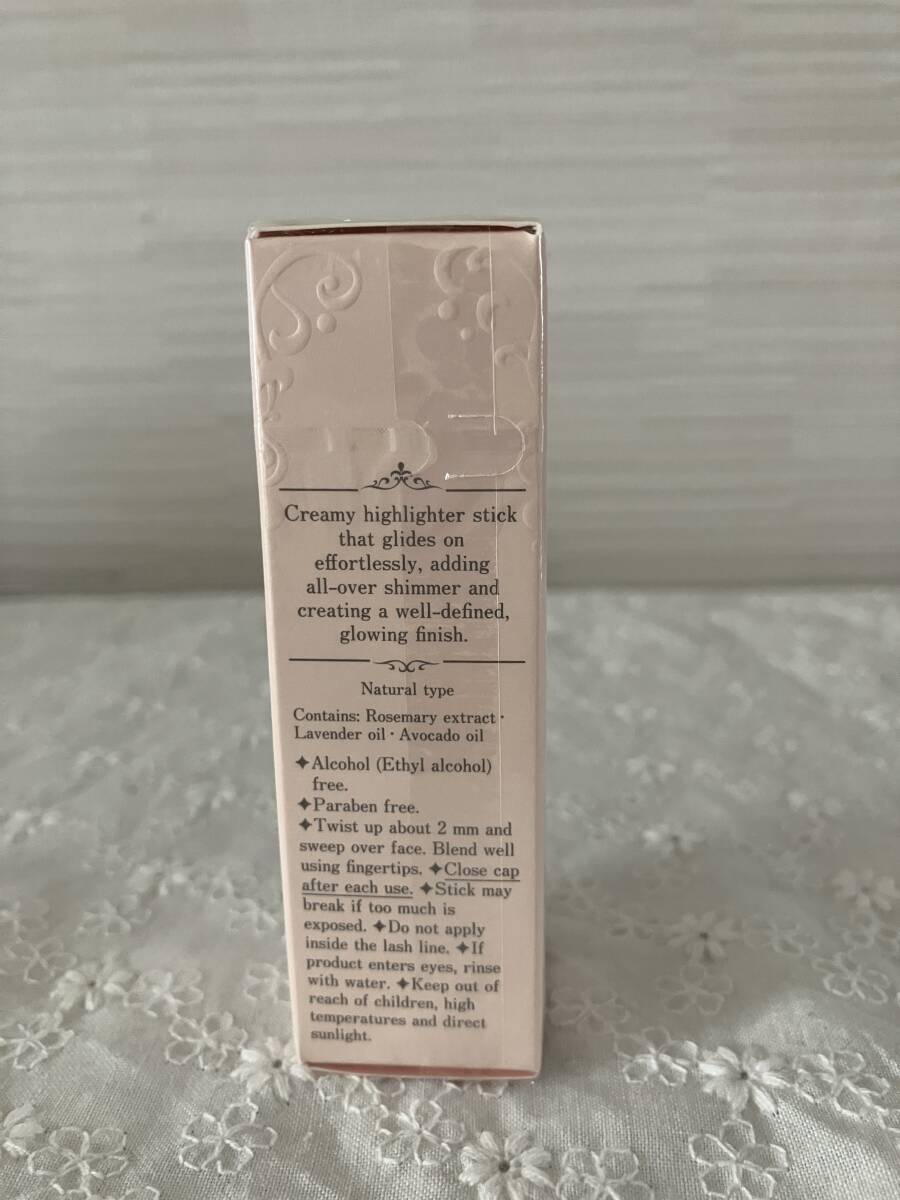 Creamy highlighter stick
that glides on
effortlessly, adding
all-over shimmer and
creating a well-defined,
glowing finish.
Natural type
Contains: Rosemary extract・
Lavender oil・Avocado oil
✦Alcohol (Ethyl alcohol)
free.
✦Paraben free.
✦Twist up about 2 mm and
sweep over face. Blend well
using fingertips. ✦Close cap
after each use. ✦Stick may
break if too much is
exposed. ✦Do not apply
inside the lash line. ✦If
product enters eyes, rinse
with water. ✦Keep out of
reach of children, high
temperatures and direct
sunlight.